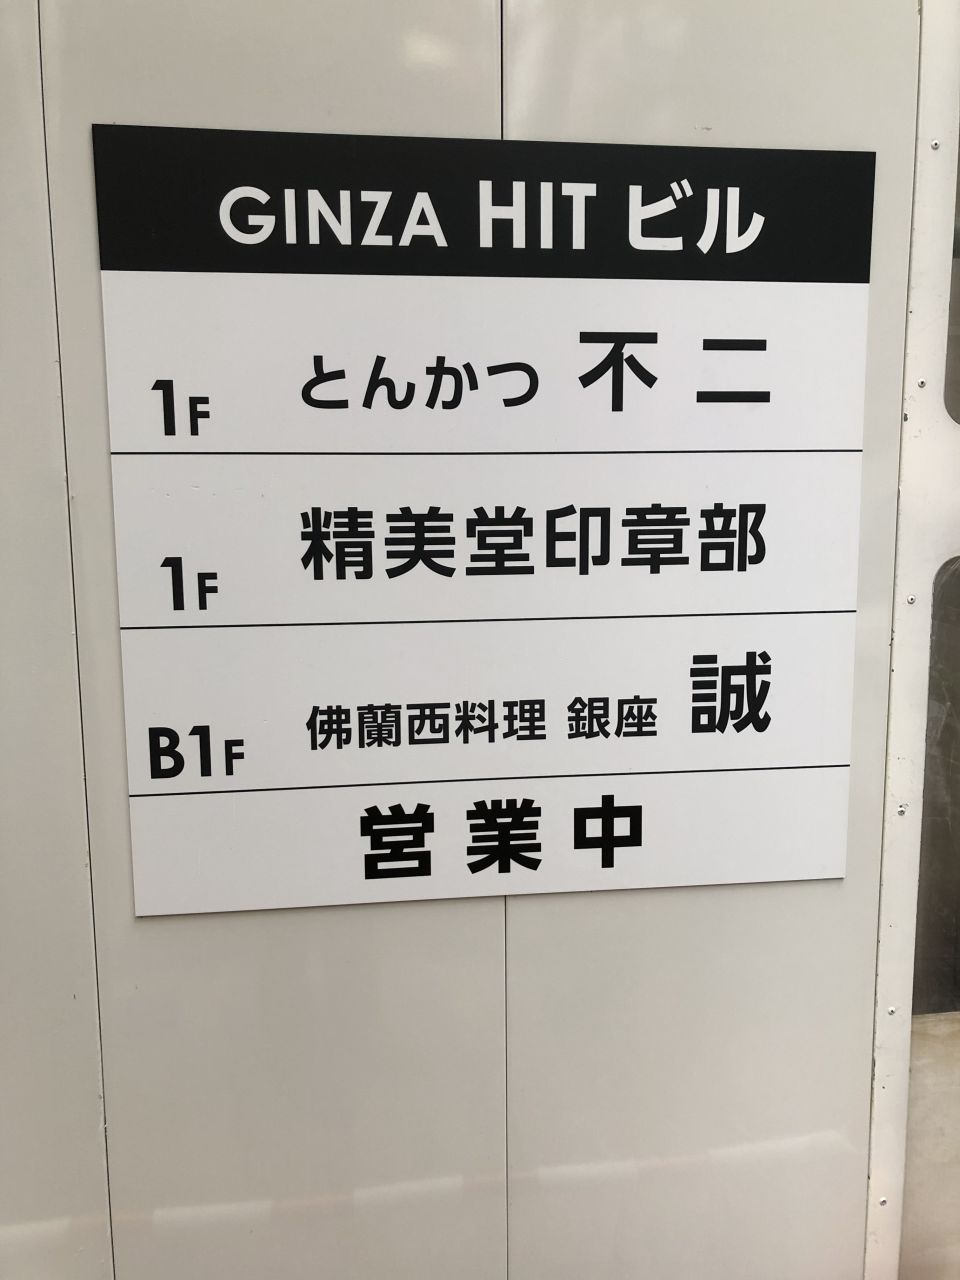 GINZA HIT ビル
1F とんかつ 不二
1F 精美堂印章部
B1F 佛蘭西料理 銀座 誠
営業中